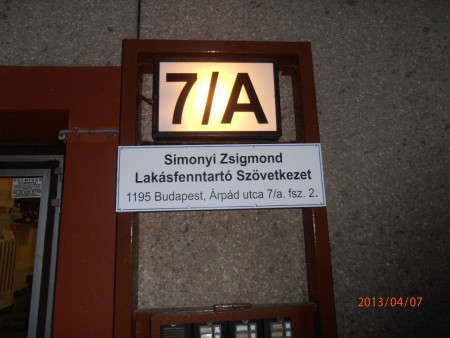 7/A
Simonyi Zsigmond
Lakásfenntartó Szövetkezet
1195 Budapest, Árpád utca 7/a. fsz. 2.
2013/04/07